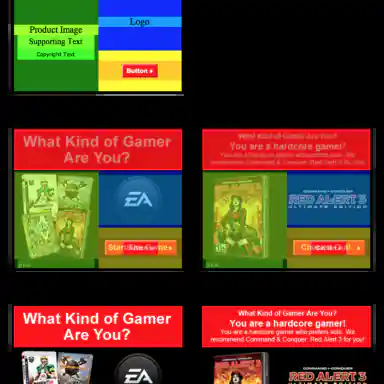 Product Image
Supporting Text
Copyright Text
Logo
Button
What Kind of Gamer
Are You?
EA
What Kind of Gamer Are You?
You are a hardcore gamer!
You are a hardcore gamer who prefers solo. We
recommend Command & Conquer: Red Alert 3 for you!
COMMAND & CONQUER
RED ALERT 3
ULTIMATE EDITION
What Kind of Gamer
Are You?
EA
What Kind of Gamer Are You?
You are a hardcore gamer!
You are a hardcore gamer who prefers solo. We
recommend Command & Conquer: Red Alert 3 for you!
COMMAND & CONQUER
RED ALERT 3